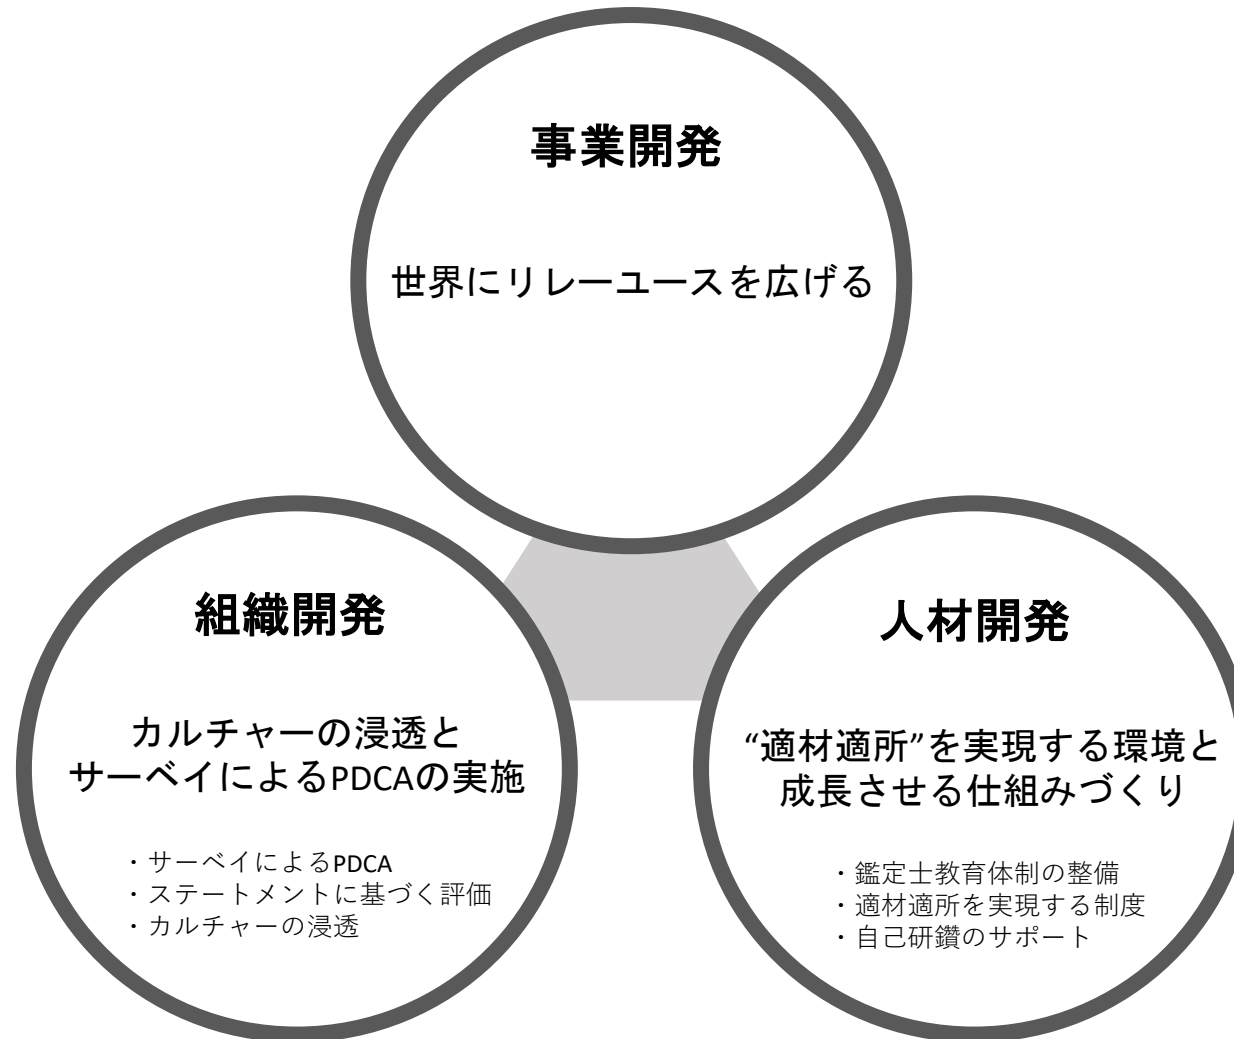 事業開発
世界にリレーユースを広げる
組織開発
カルチャーの浸透と
サーベイによるPDCAの実施
・サーベイによるPDCA
・ステートメントに基づく評価
・カルチャーの浸透
人材開発
“適材適所”を実現する環境と
成長させる仕組みづくり
・鑑定士教育体制の整備
・適材適所を実現する制度
・自己研鑽のサポート